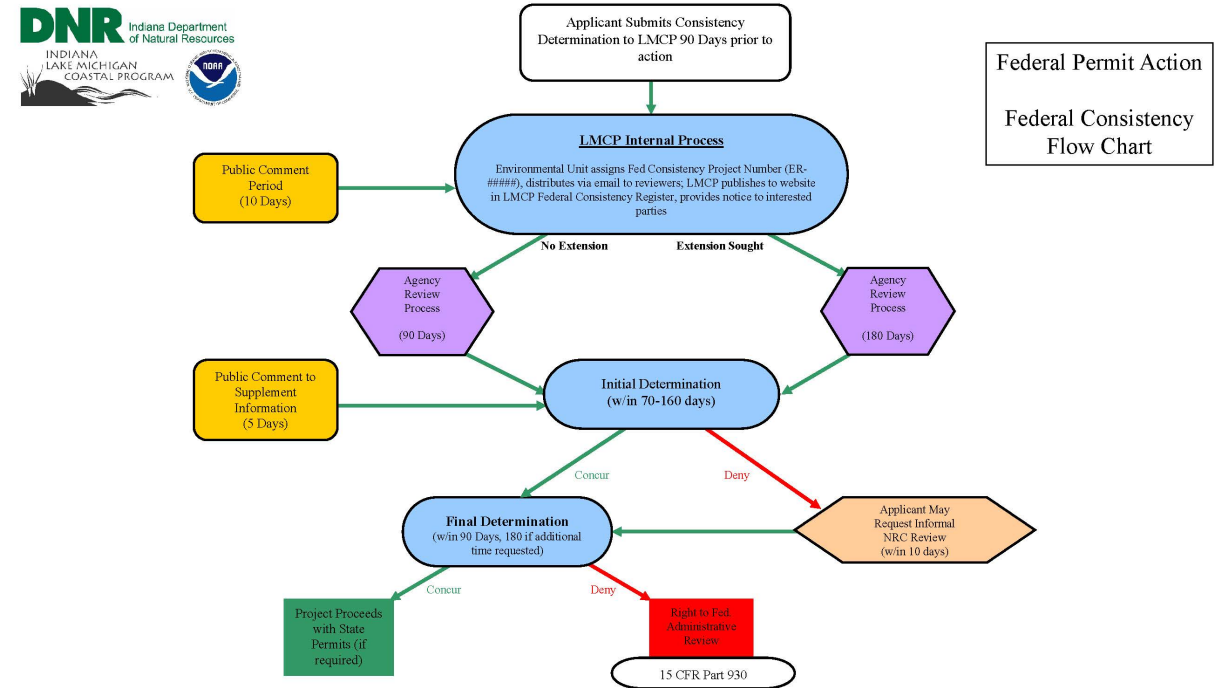 DNR Indiana Department
of Natural Resources
INDIANA
LAKE MICHIGAN
COASTAL PROGRAM
NOAA
Applicant Submits Consistency
Determination to LMCP 90 Days prior to
action
Federal Permit Action
Federal Consistency
Flow Chart
LMCP Internal Process
Environmental Unit assigns Fed Consistency Project Number (ER-
#####), distributes via email to reviewers; LMCP publishes to website
in LMCP Federal Consistency Register, provides notice to interested
parties
Public Comment
Period
(10 Days)
No Extension
Extension Sought
Agency
Review
Process
(90 Days)
Agency
Review
Process
(180 Days)
Public Comment to
Supplement
Information
(5 Days)
Initial Determination
(w/in 70-160 days)
Concur
Deny
Final Determination
(w/in 90 Days, 180 if additional
time requested)
Applicant May
Request Informal
NRC Review
(w/in 10 days)
Concur
Deny
Project Proceeds
with State
Permits (if
required)
Right to Fed.
Administrative
Review
15 CFR Part 930